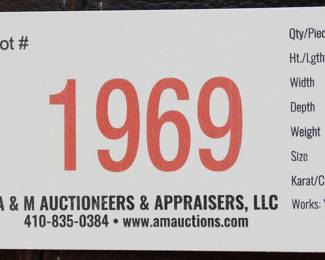 ot #
1969
A & M AUCTIONEERS & APPRAISERS, LLC
410-835-0384 • www.amauctions.com
Qty/Piec
Ht./Lgth
Width
Depth
Weight
Size
Karat/C
Works: Y